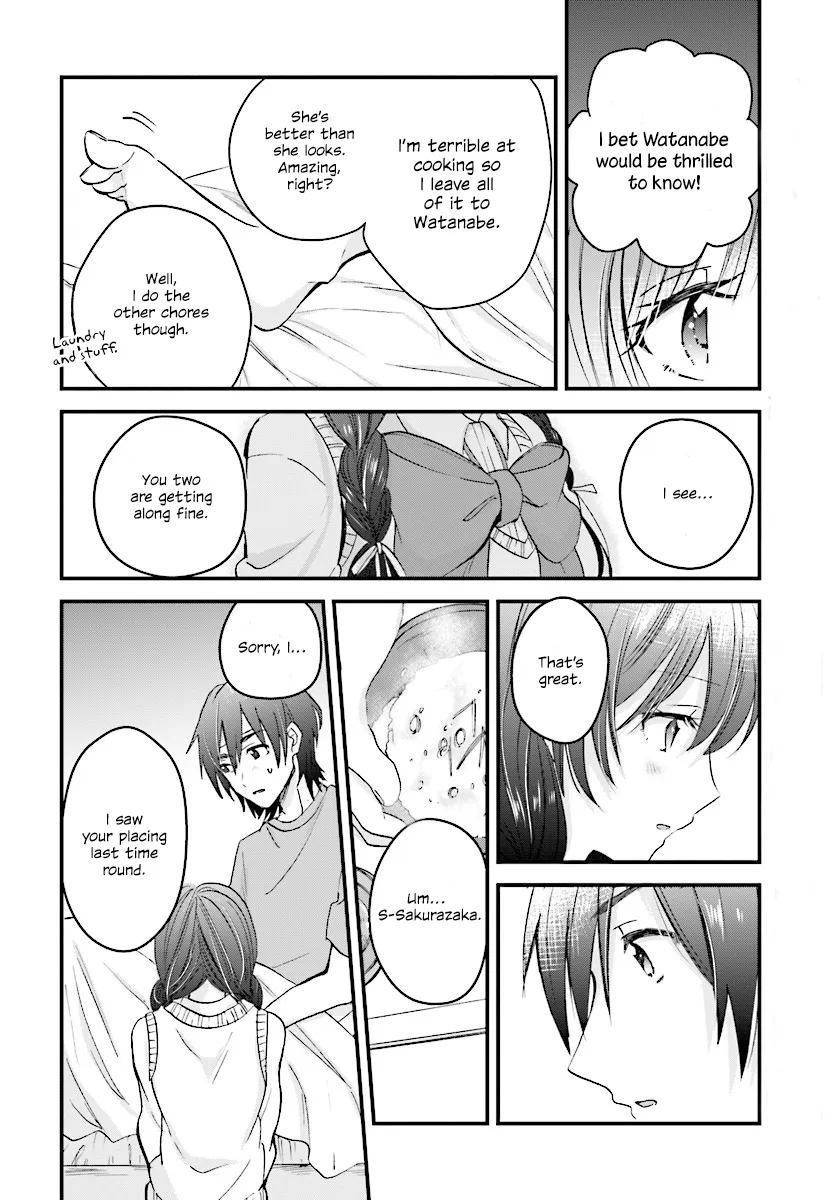 I bet Watanabe
would be thrilled
to know!
I'm terrible at
cooking so
I leave all
of it to
Watanabe.
She's
better than
she looks.
Amazing,
right?
Well,
I do the
other chores
though.
Laundry
and stuff.
I see...
You two
are getting
along fine.
That's
great.
Um...
S-Sakurazaka.
Sorry, I...
I saw
your placing
last time
round.